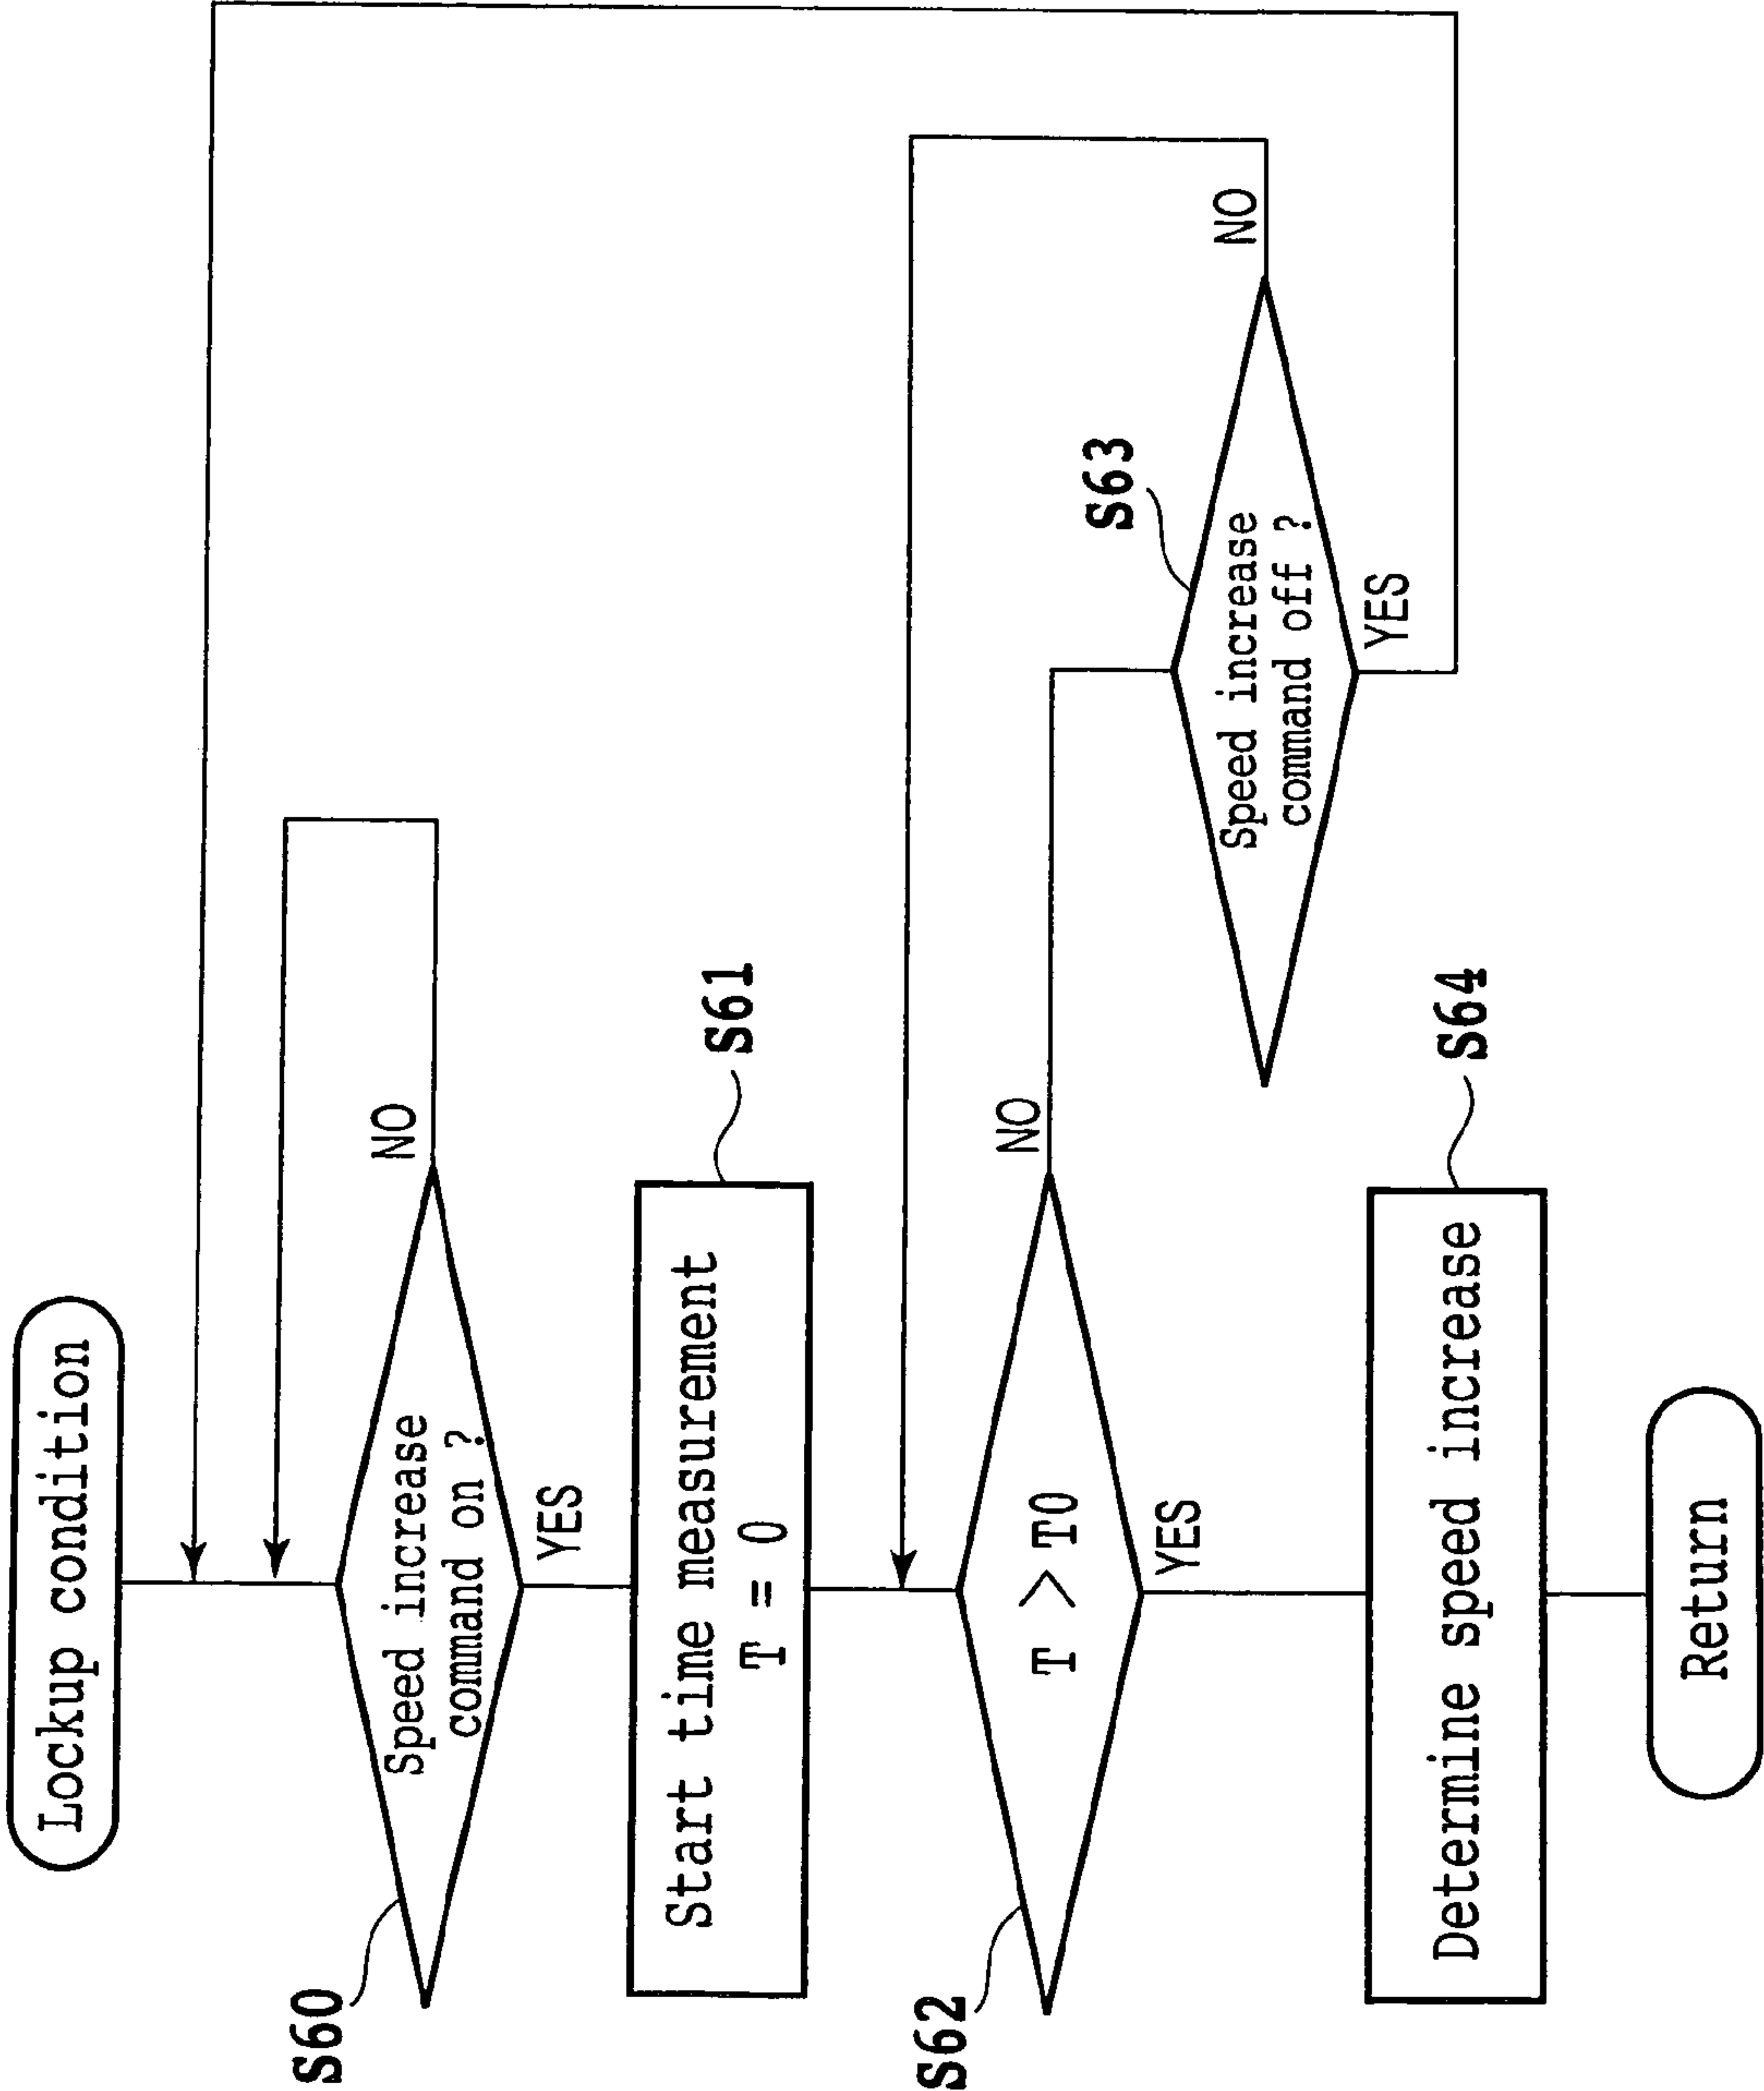 Lockup condition
S60
Speed increase
command on ?
NO
YES
S61
Start time measurement
T = 0
S62
T > T0
NO
YES
S63
Speed increase
command off ?
NO
YES
S64
Determine speed increase
Return